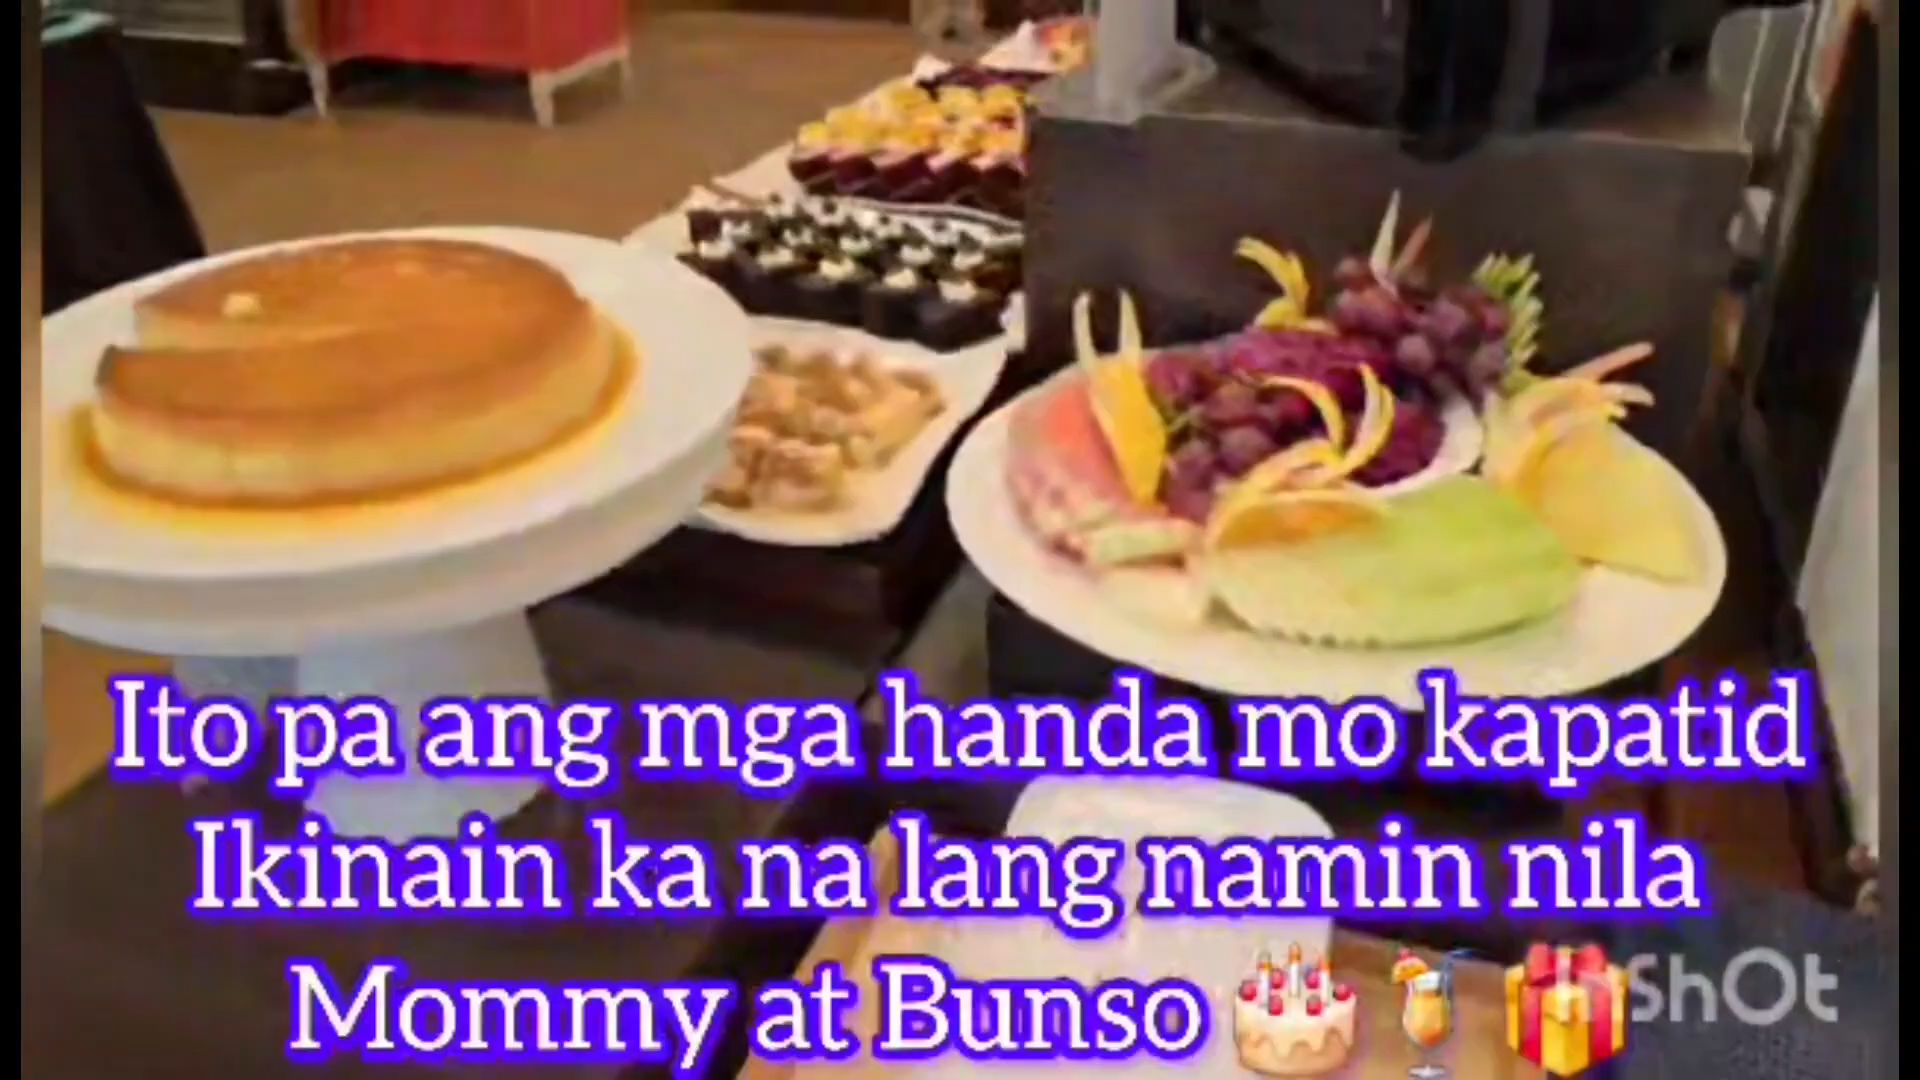 Ito pa ang mga handa mo kapatid
Ikinain ka na lang namin nila
Mommy at Bunso
InShOt